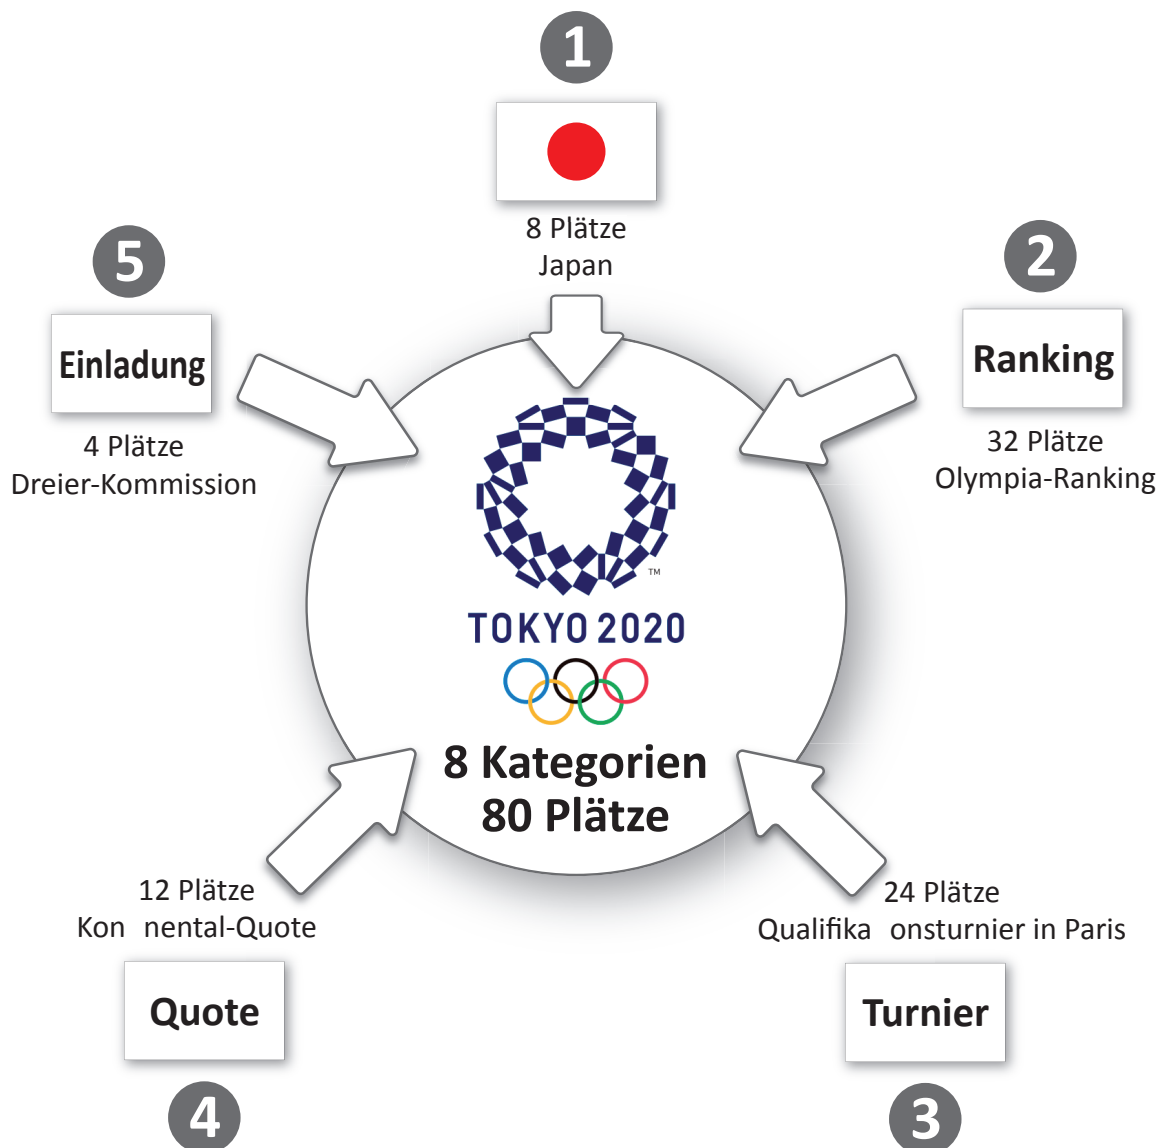 1
8 Plätze
Japan
2
Ranking
32 Plätze
Olympia-Ranking
5
Einladung
4 Plätze
Dreier-Kommission
TM
TOKYO 2020
8 Kategorien
80 Plätze
12 Plätze
Kon nental-Quote
Quote
4
24 Plätze
Qualifika onsturnier in Paris
Turnier
3